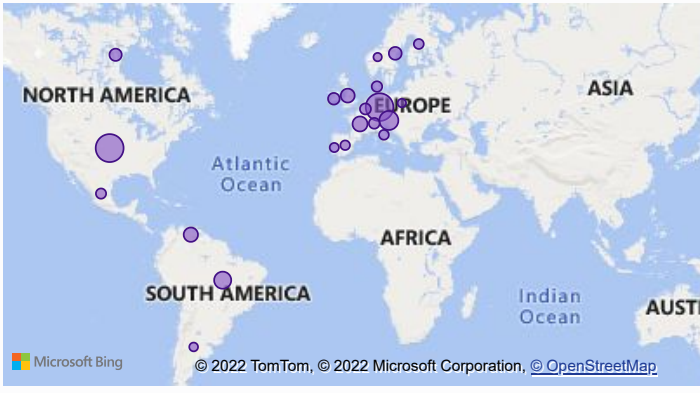 NORTH AMERICA
EUROPE
ASIA
Atlantic
Ocean
AFRICA
SOUTH AMERICA
Indian
Ocean
AUST
Microsoft Bing
© 2022 TomTom, © 2022 Microsoft Corporation, © OpenStreetMap